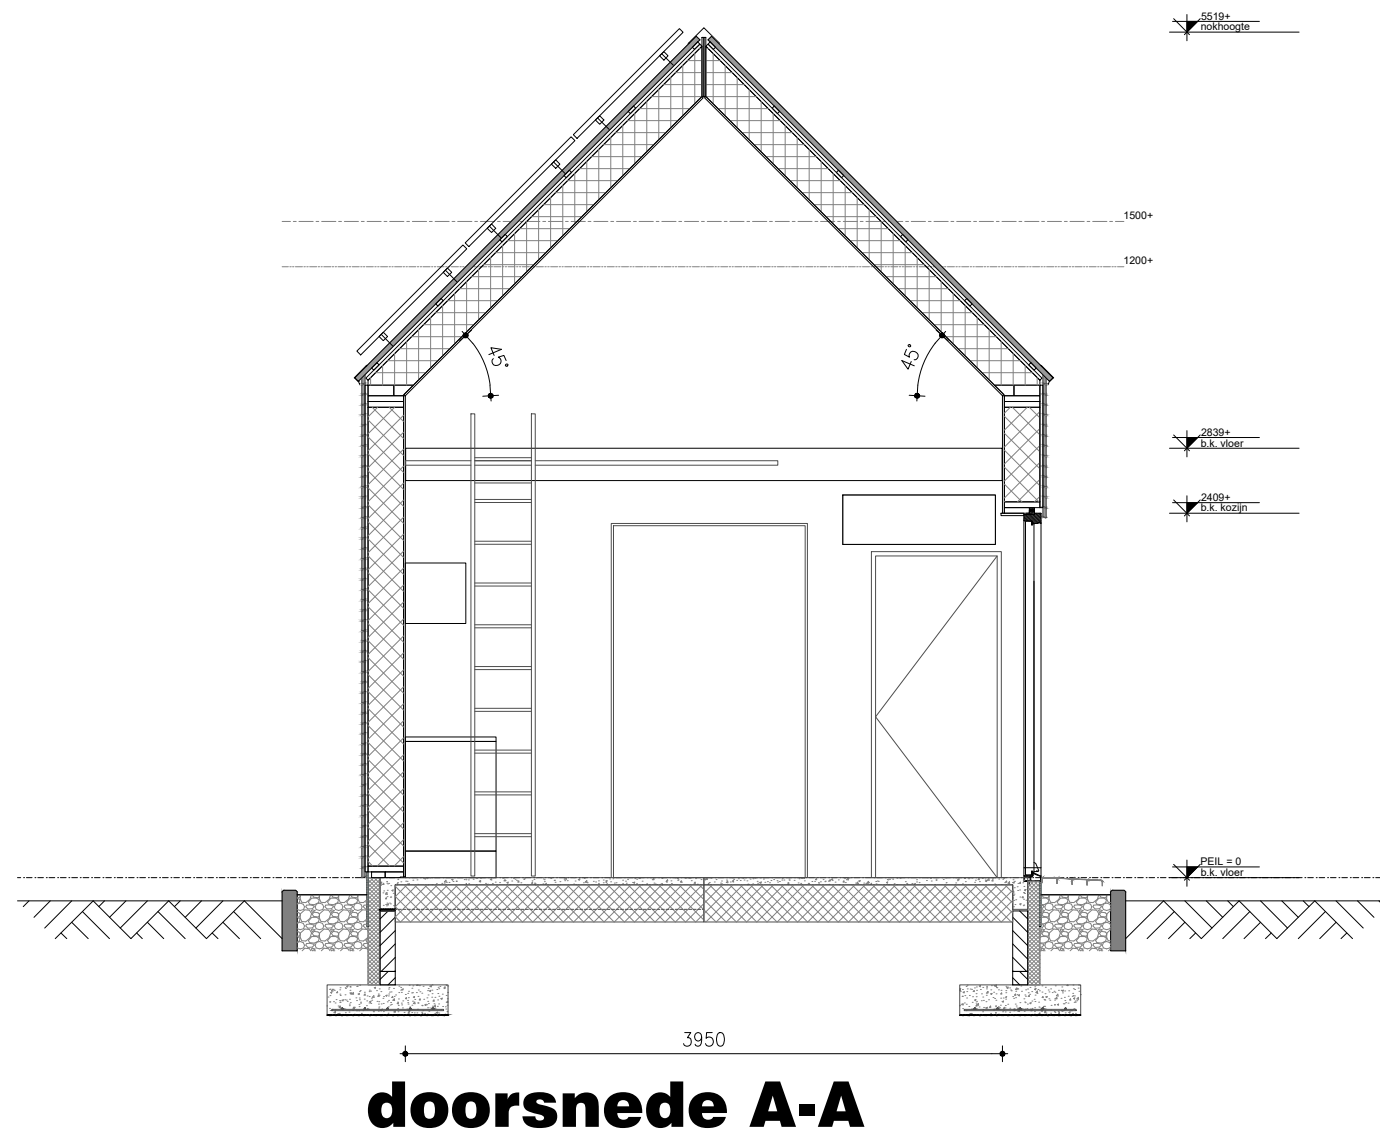 5519+
nokhoogte
1500+
1200+
45°
45°
2839+
b.k. vloer
2409+
b.k. kozijn
PEIL = 0
b.k. vloer
3950
doorsnede A-A